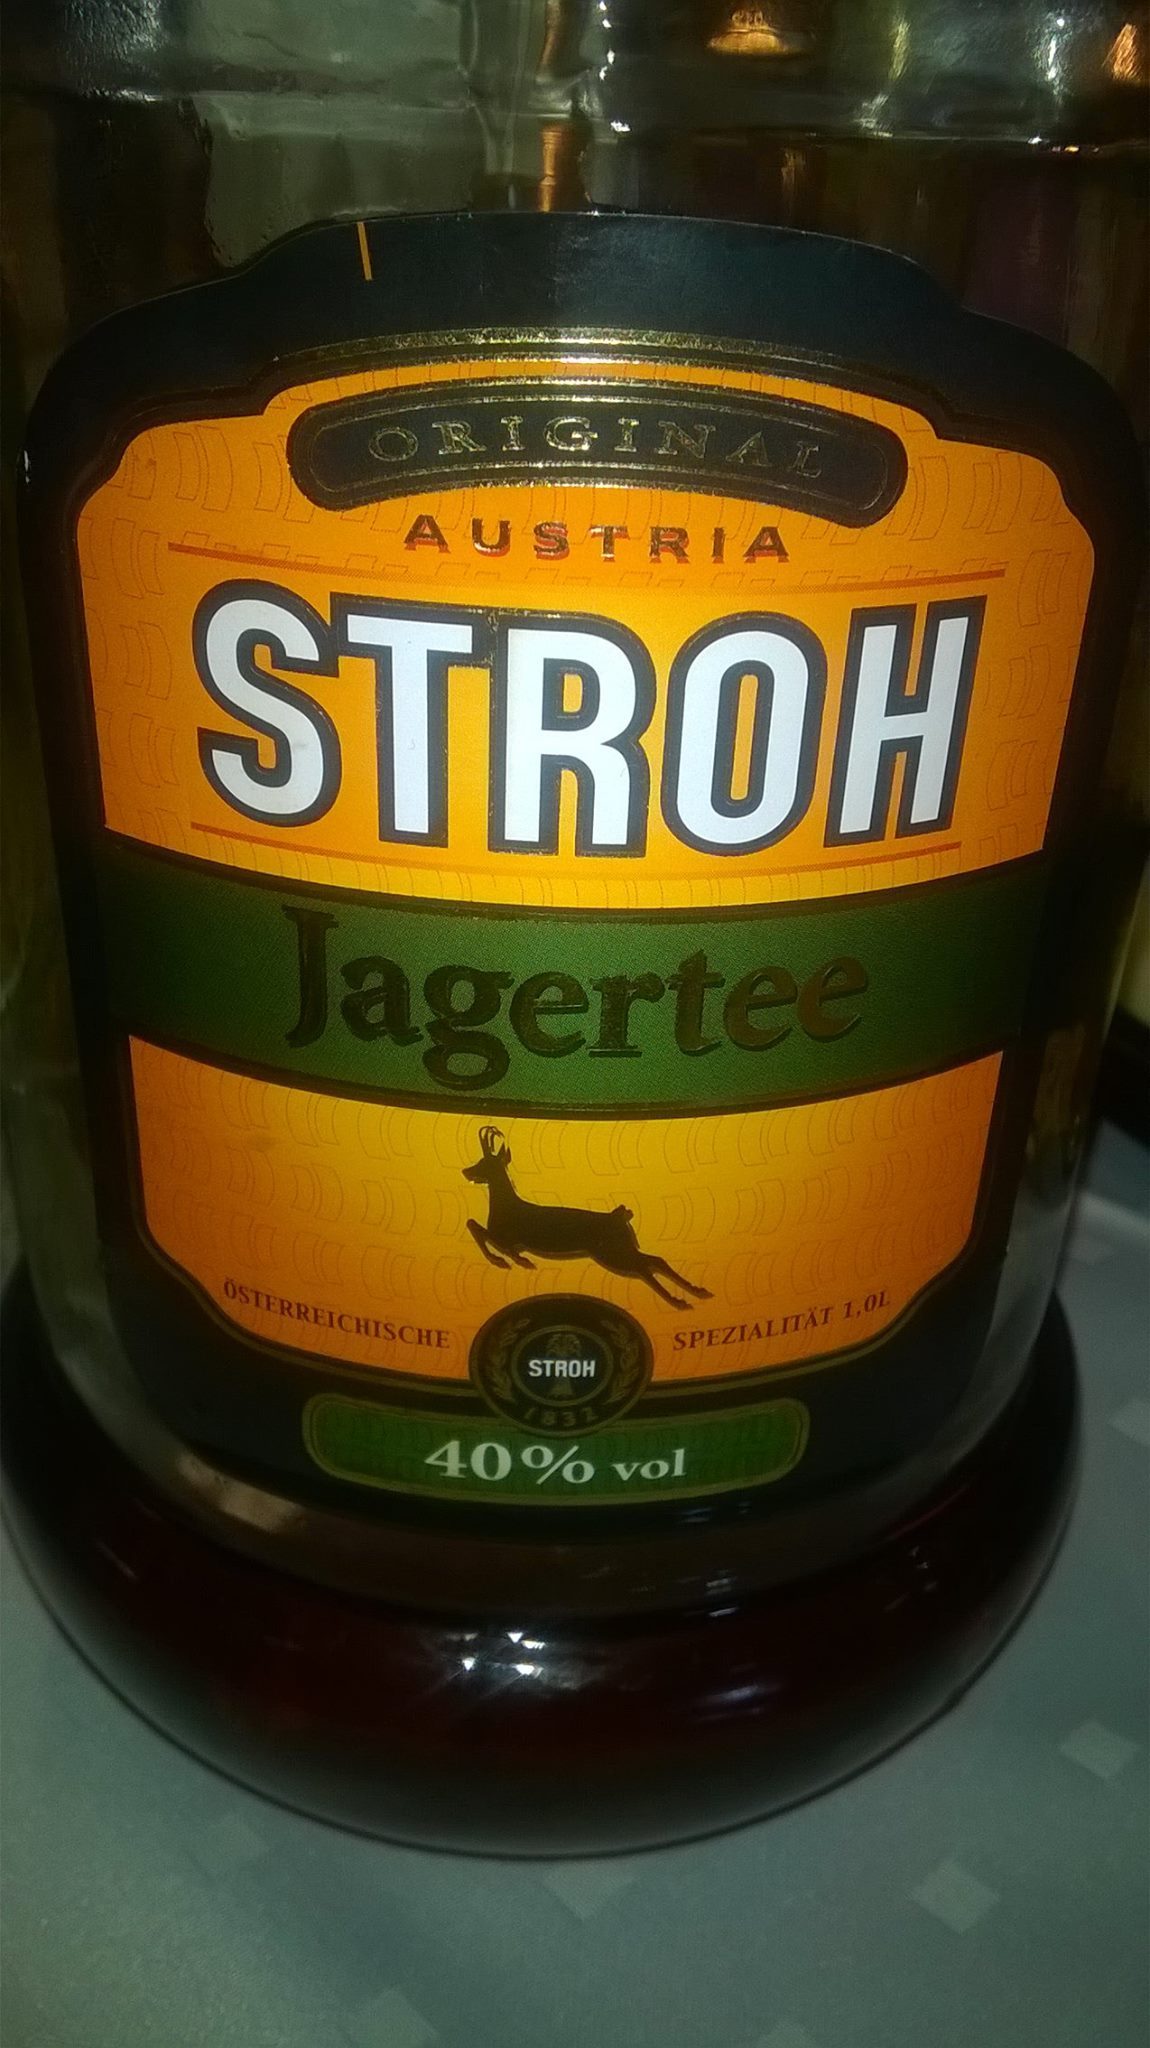 ORIGINAL
AUSTRIA
STROH
Jagertee
ÖSTERREICHISCHE SPEZIALITÄT 1,0L
STROH
1832
40% vol